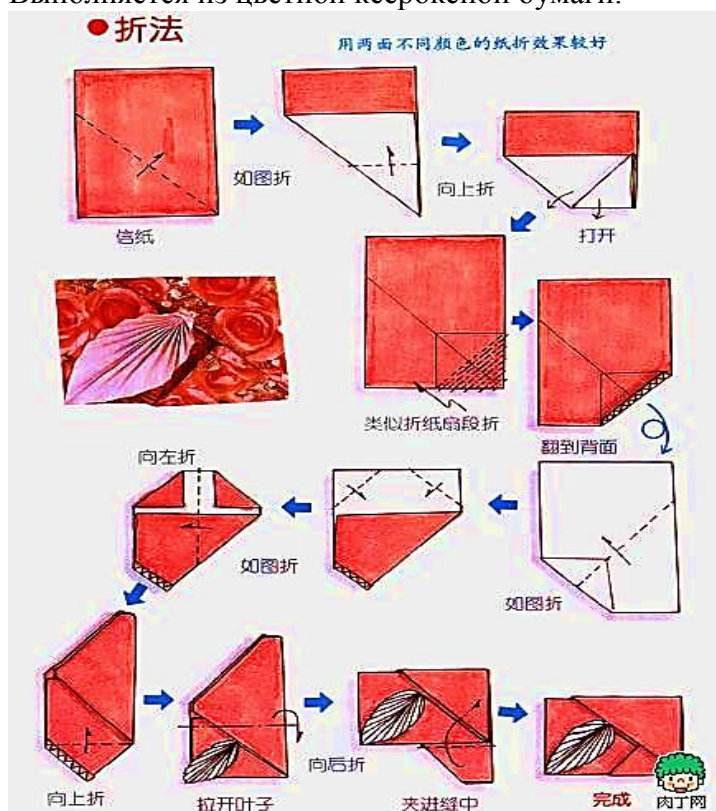 Выполняется из цветной ксероксной бумаги.
折法
用两面不同颜色的纸折效果较好
信纸
如图折
向上折
打开
类似折纸扇段折
翻到背面
如图折
如图折
向左折
向上折
拉开叶子
向后折
夹进缝中
完成
肉丁网